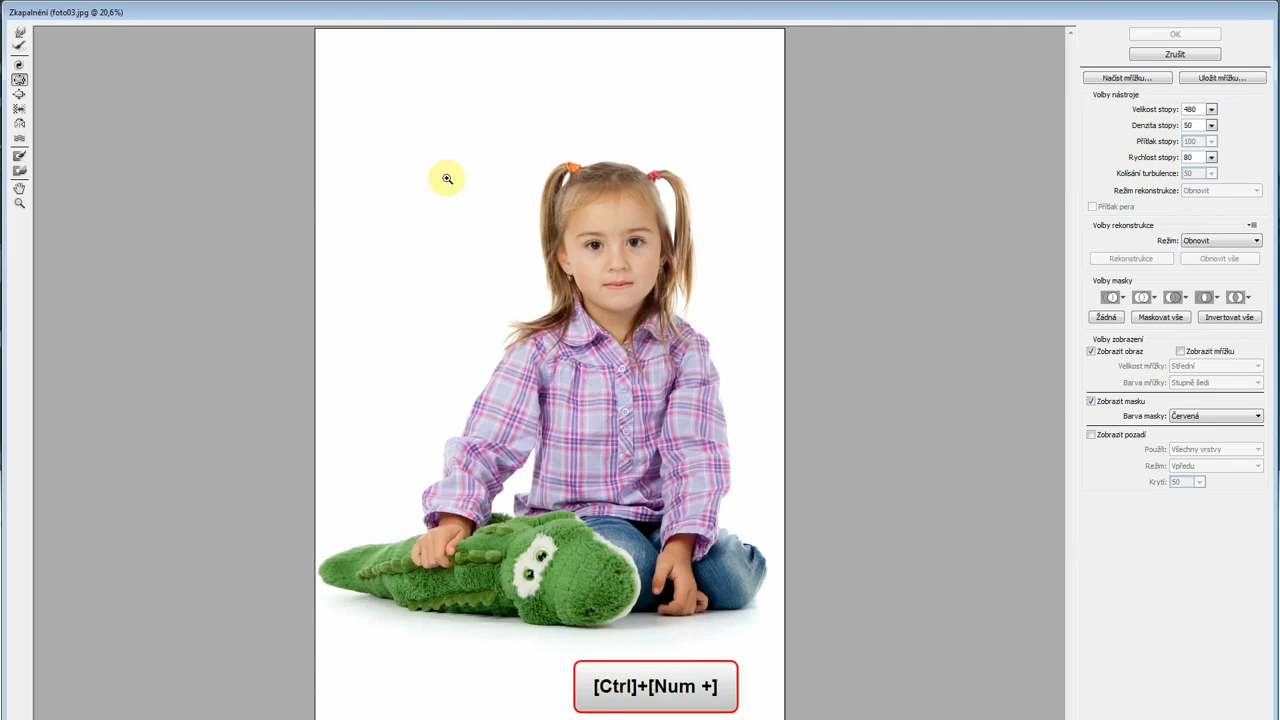 Zkapalnění (foto03.jpg @ 20,6%)
OK
Zrušit
Načíst mřížku...
Uložit mřížku...
Volby nástroje
Velikost stopy: 480
Denzita stopy: 50
Přítlak stopy: 100
Rychlost stopy: 80
Kolísání turbulence: 50
Režim rekonstrukce: Obnovit
Přítlak pera
Volby rekonstrukce
Režim: Obnovit
Rekonstrukce
Obnovit vše
Volby masky
Žádná
Maskovat vše
Invertovat vše
Volby zobrazení
Zobrazit obraz
Zobrazit mřížku
Velikost mřížky: Střední
Barva mřížky: Stupně šedi
Zobrazit masku
Barva masky: Červená
Zobrazit pozadí
Použít: Všechny vrstvy
Režim: Vpředu
Krytí: 50
[Ctrl]+[Num +]